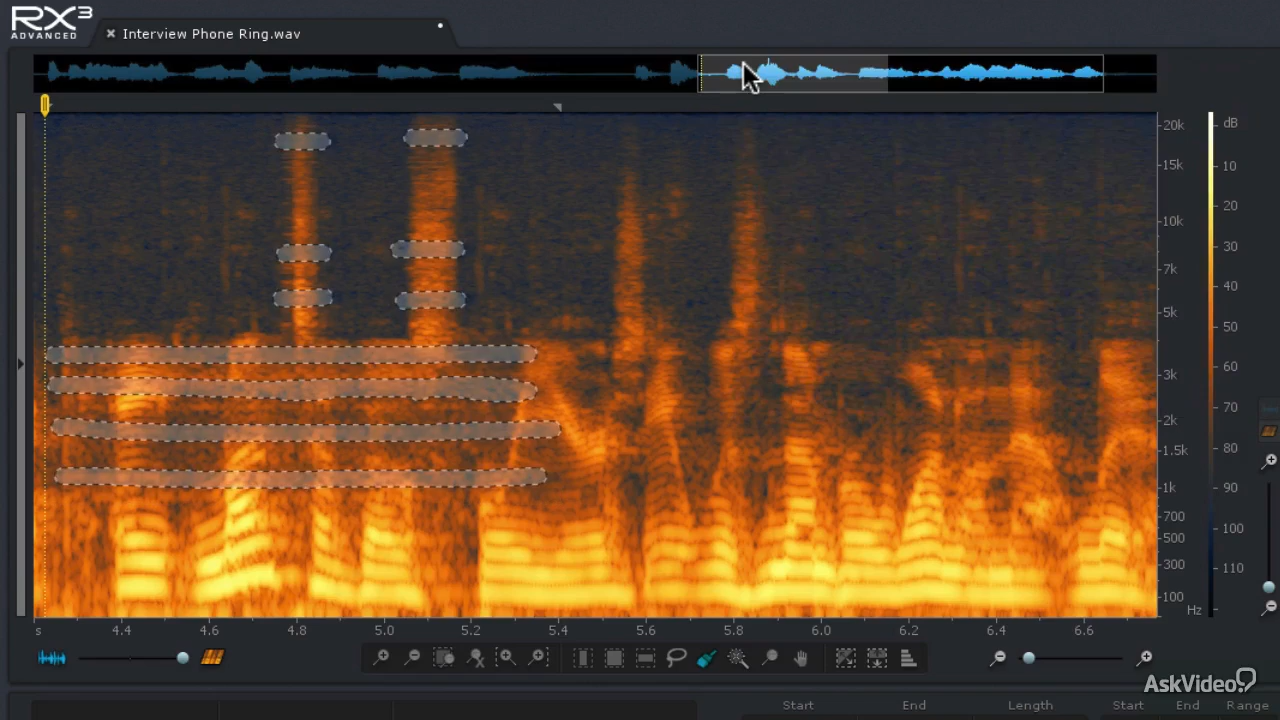 RX3
ADVANCED
× Interview Phone Ring.wav
20k
15k
10k
7k
5k
3k
2k
1.5k
1k
700
500
300
100
Hz
dB
10
20
30
40
50
60
70
80
90
100
110
s 4.4 4.6 4.8 5.0 5.2 5.4 5.6 5.8 6.0 6.2 6.4 6.6
AskVideo
Start End Length Start End Range